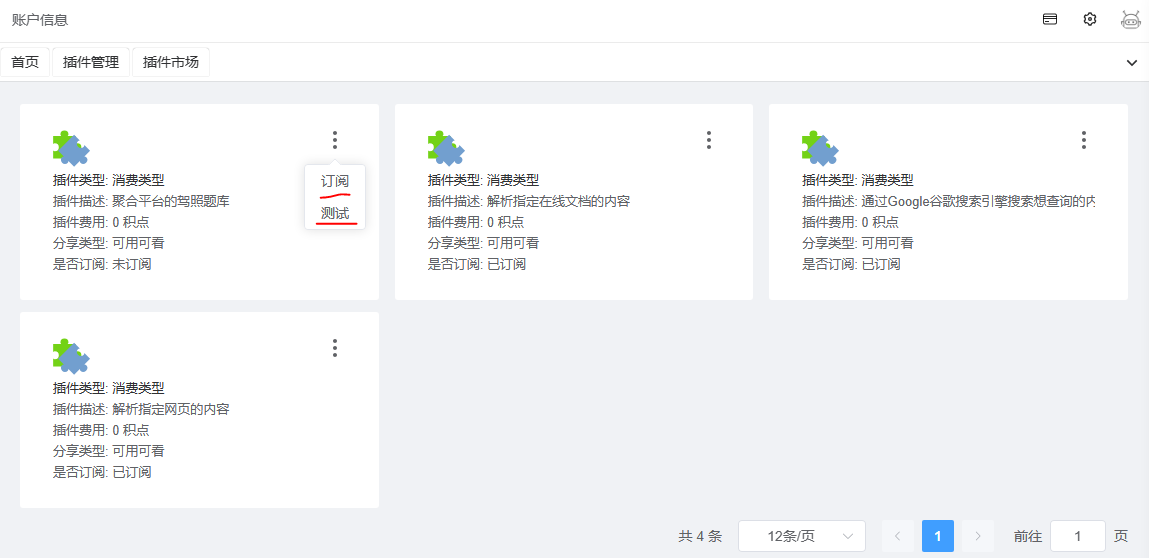 账户信息
首页 插件管理 插件市场
插件类型: 消费类型
插件描述: 聚合平台的驾照题库
插件费用: 0 积点
分享类型: 可用可看
是否订阅: 未订阅
订阅
测试
插件类型: 消费类型
插件描述: 解析指定在线文档的内容
插件费用: 0 积点
分享类型: 可用可看
是否订阅: 已订阅
插件类型: 消费类型
插件描述: 通过Google谷歌搜索引擎搜索想查询的内
插件费用: 0 积点
分享类型: 可用可看
是否订阅: 已订阅
插件类型: 消费类型
插件描述: 解析指定网页的内容
插件费用: 0 积点
分享类型: 可用可看
是否订阅: 已订阅
共 4 条 12条/页 1 前往 1 页